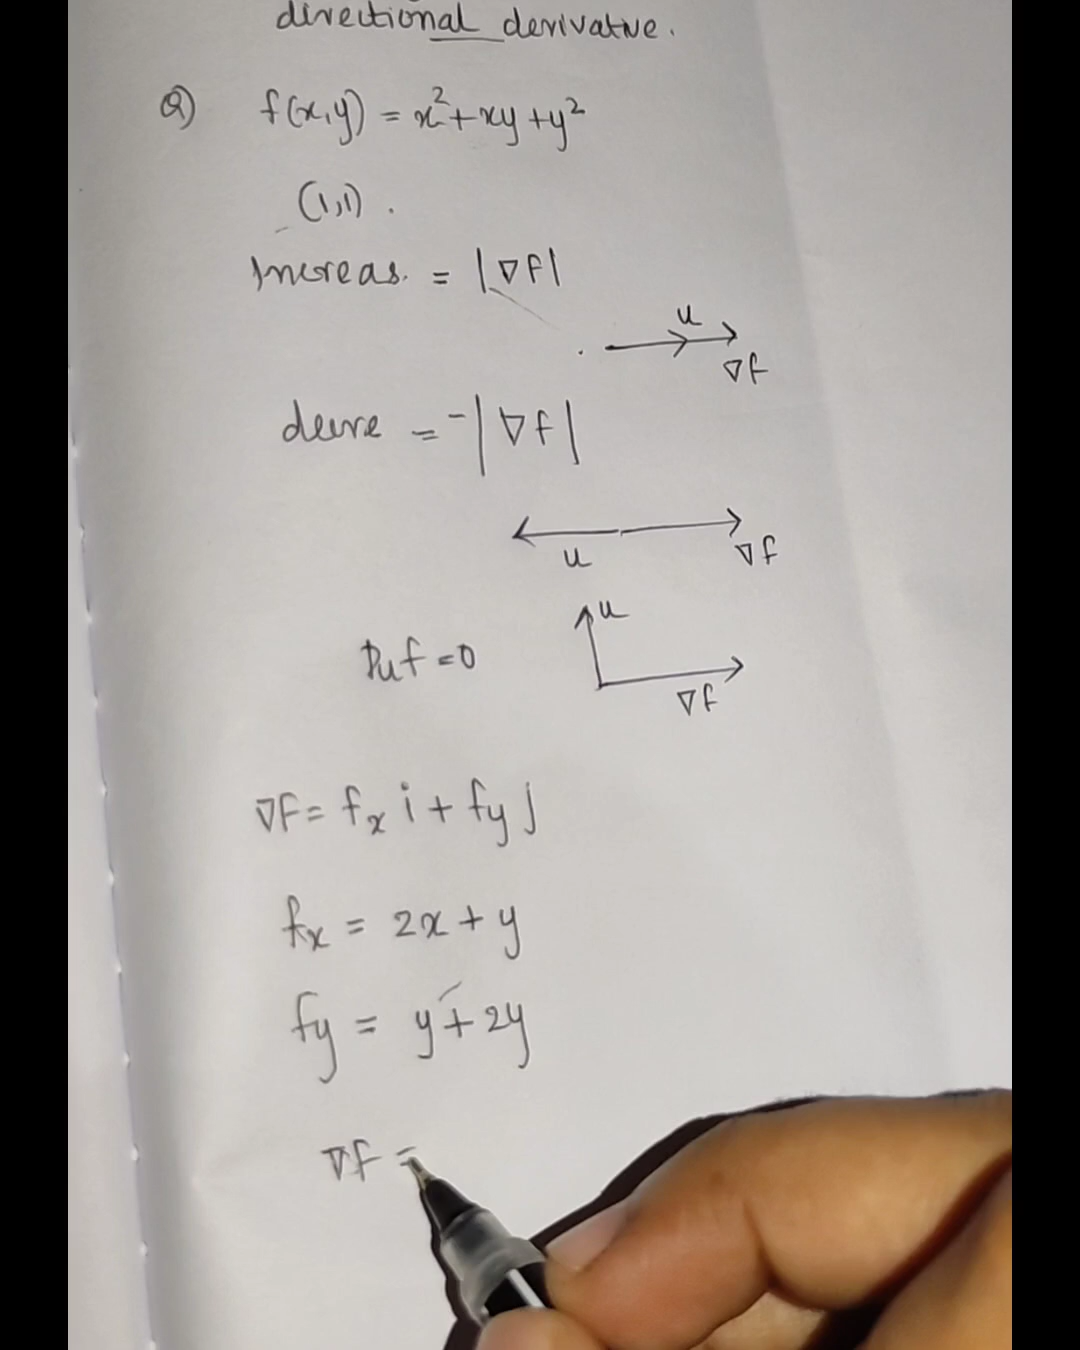 directional derivative.
Q) f(x,y) = x²+xy+y²
(1,1).
Increas. = |∇f|
u
∇f
decre = -|∇f|
u
∇f
Duf=0
u
∇f
∇f= fx i + fy j
fx = 2x + y
fy = y + 2y
∇f =